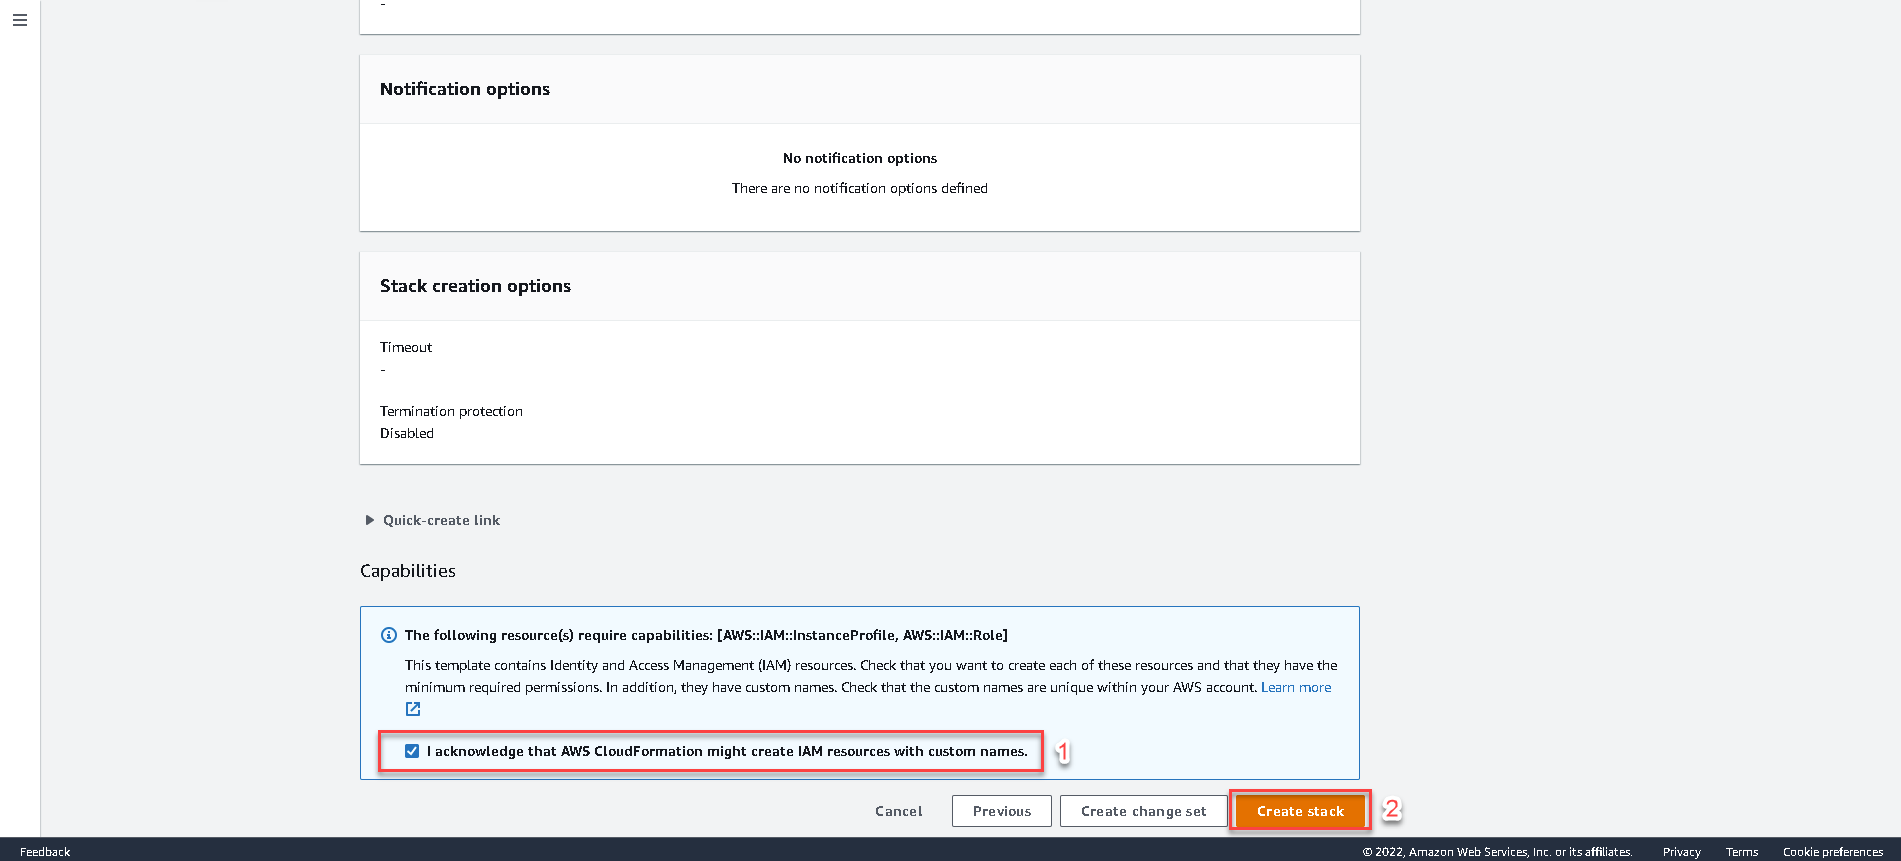 -
Notification options
No notification options
There are no notification options defined
Stack creation options
Timeout
-
Termination protection
Disabled
Quick-create link
Capabilities
The following resource(s) require capabilities: [AWS::IAM::InstanceProfile, AWS::IAM::Role]
This template contains Identity and Access Management (IAM) resources. Check that you want to create each of these resources and that they have the
minimum required permissions. In addition, they have custom names. Check that the custom names are unique within your AWS account. Learn more
I acknowledge that AWS CloudFormation might create IAM resources with custom names. 1
Cancel Previous Create change set Create stack 2
Feedback © 2022, Amazon Web Services, Inc. or its affiliates. Privacy Terms Cookie preferences